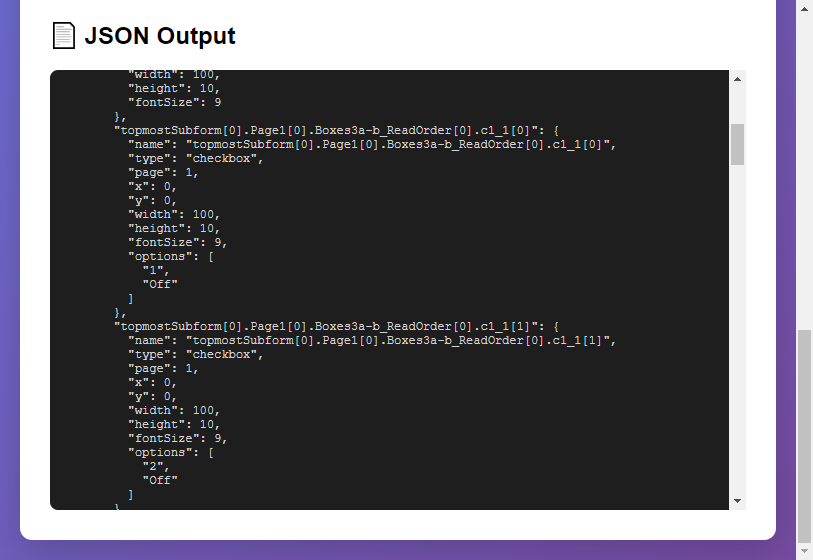 JSON Output
"width": 100,
"height": 10,
"fontSize": 9
},
"topmostSubform[0].Page1[0].Boxes3a-b_ReadOrder[0].c1_1[0]": {
"name": "topmostSubform[0].Page1[0].Boxes3a-b_ReadOrder[0].c1_1[0]",
"type": "checkbox",
"page": 1,
"x": 0,
"y": 0,
"width": 100,
"height": 10,
"fontSize": 9,
"options": [
"1",
"Off"
]
},
"topmostSubform[0].Page1[0].Boxes3a-b_ReadOrder[0].c1_1[1]": {
"name": "topmostSubform[0].Page1[0].Boxes3a-b_ReadOrder[0].c1_1[1]",
"type": "checkbox",
"page": 1,
"x": 0,
"y": 0,
"width": 100,
"height": 10,
"fontSize": 9,
"options": [
"2",
"Off"
]
}